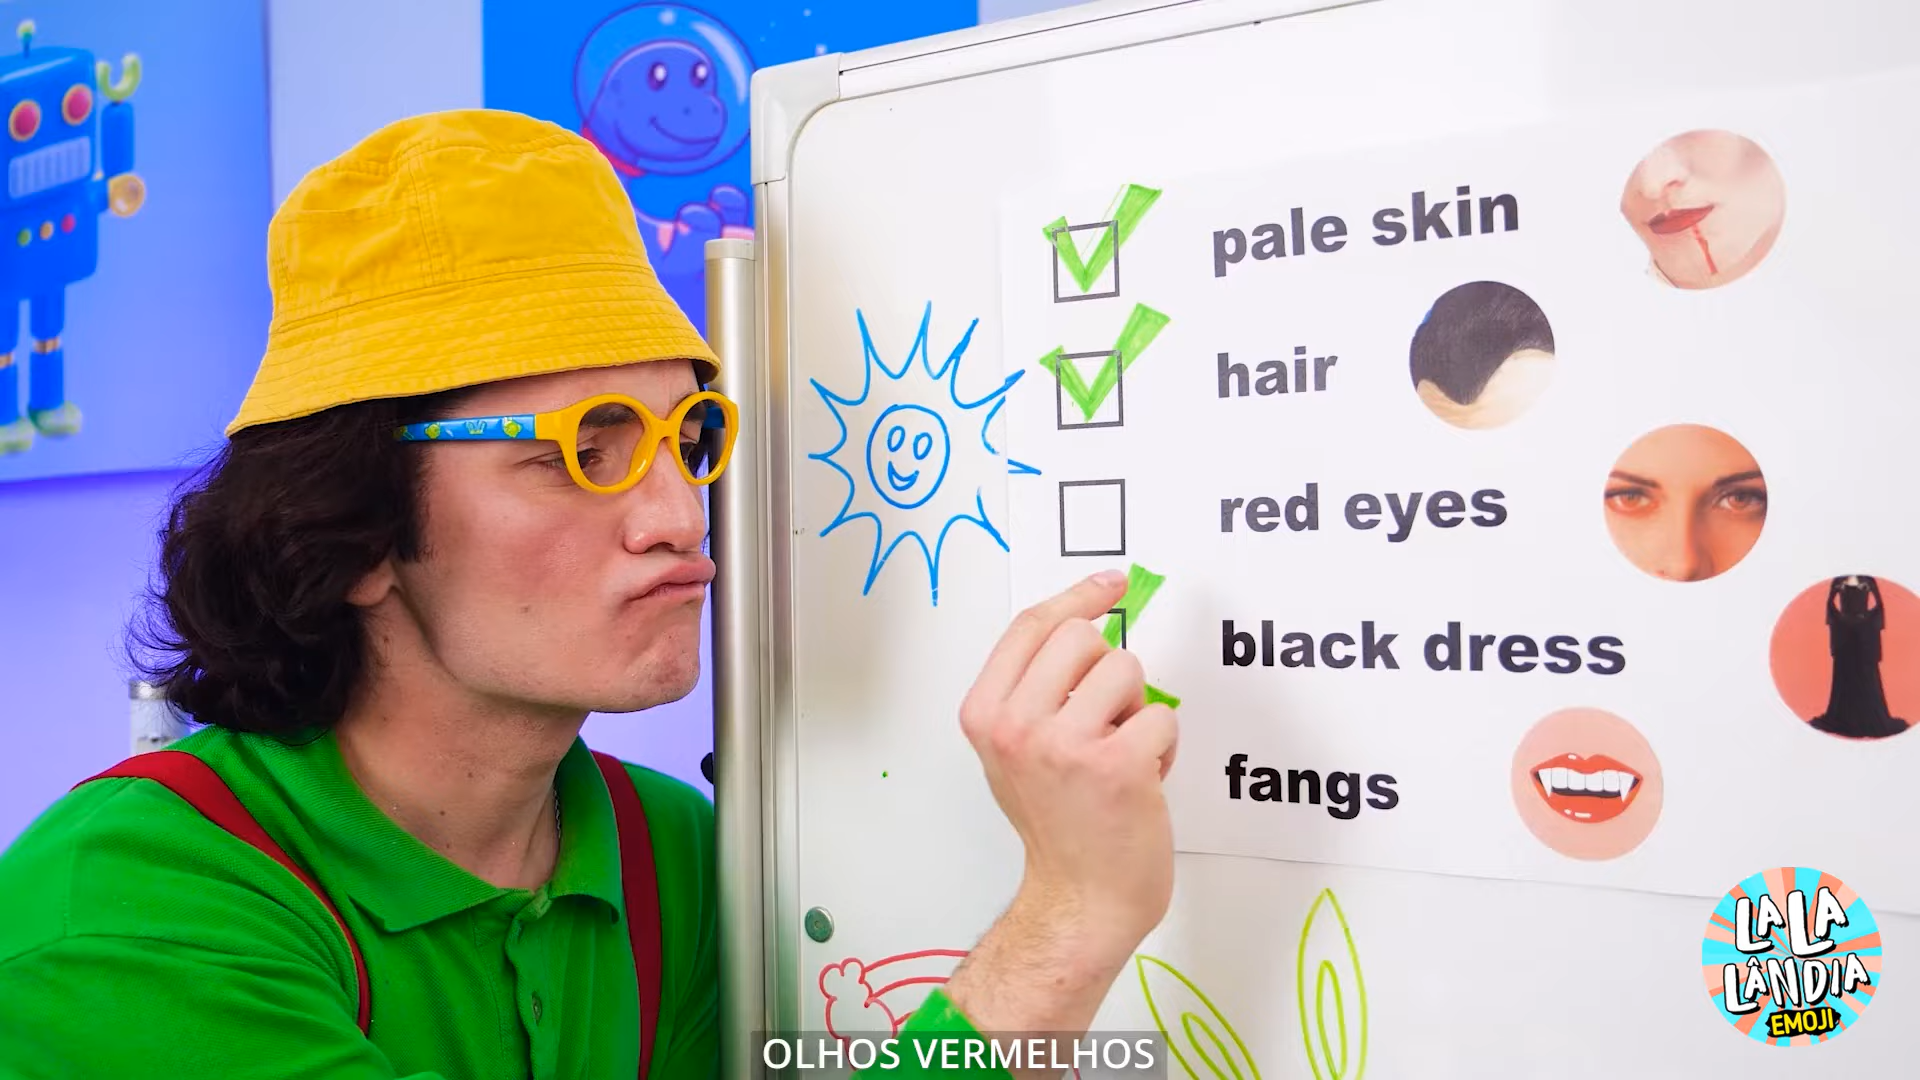 pale skin
hair
red eyes
black dress
fangs
LA LA
LÂNDIA
EMOJI
OLHOS VERMELHOS